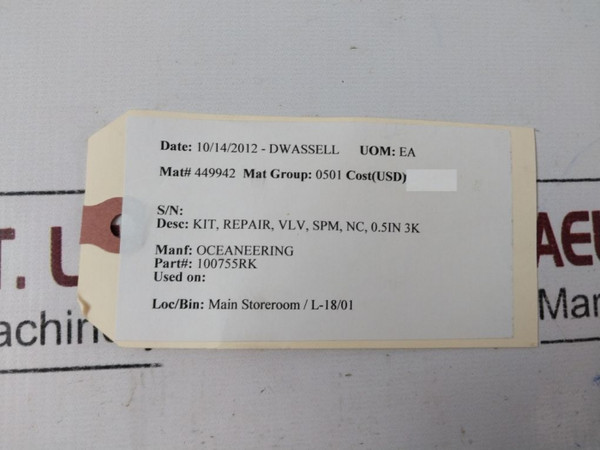 Date: 10/14/2012 - DWASSELL UOM: EA
Mat# 449942 Mat Group: 0501 Cost(USD)
S/N:
Desc: KIT, REPAIR, VLV, SPM, NC, 0.5IN 3K
Manf: OCEANEERING
Part#: 100755RK
Used on:
Loc/Bin: Main Storeroom / L-18/01